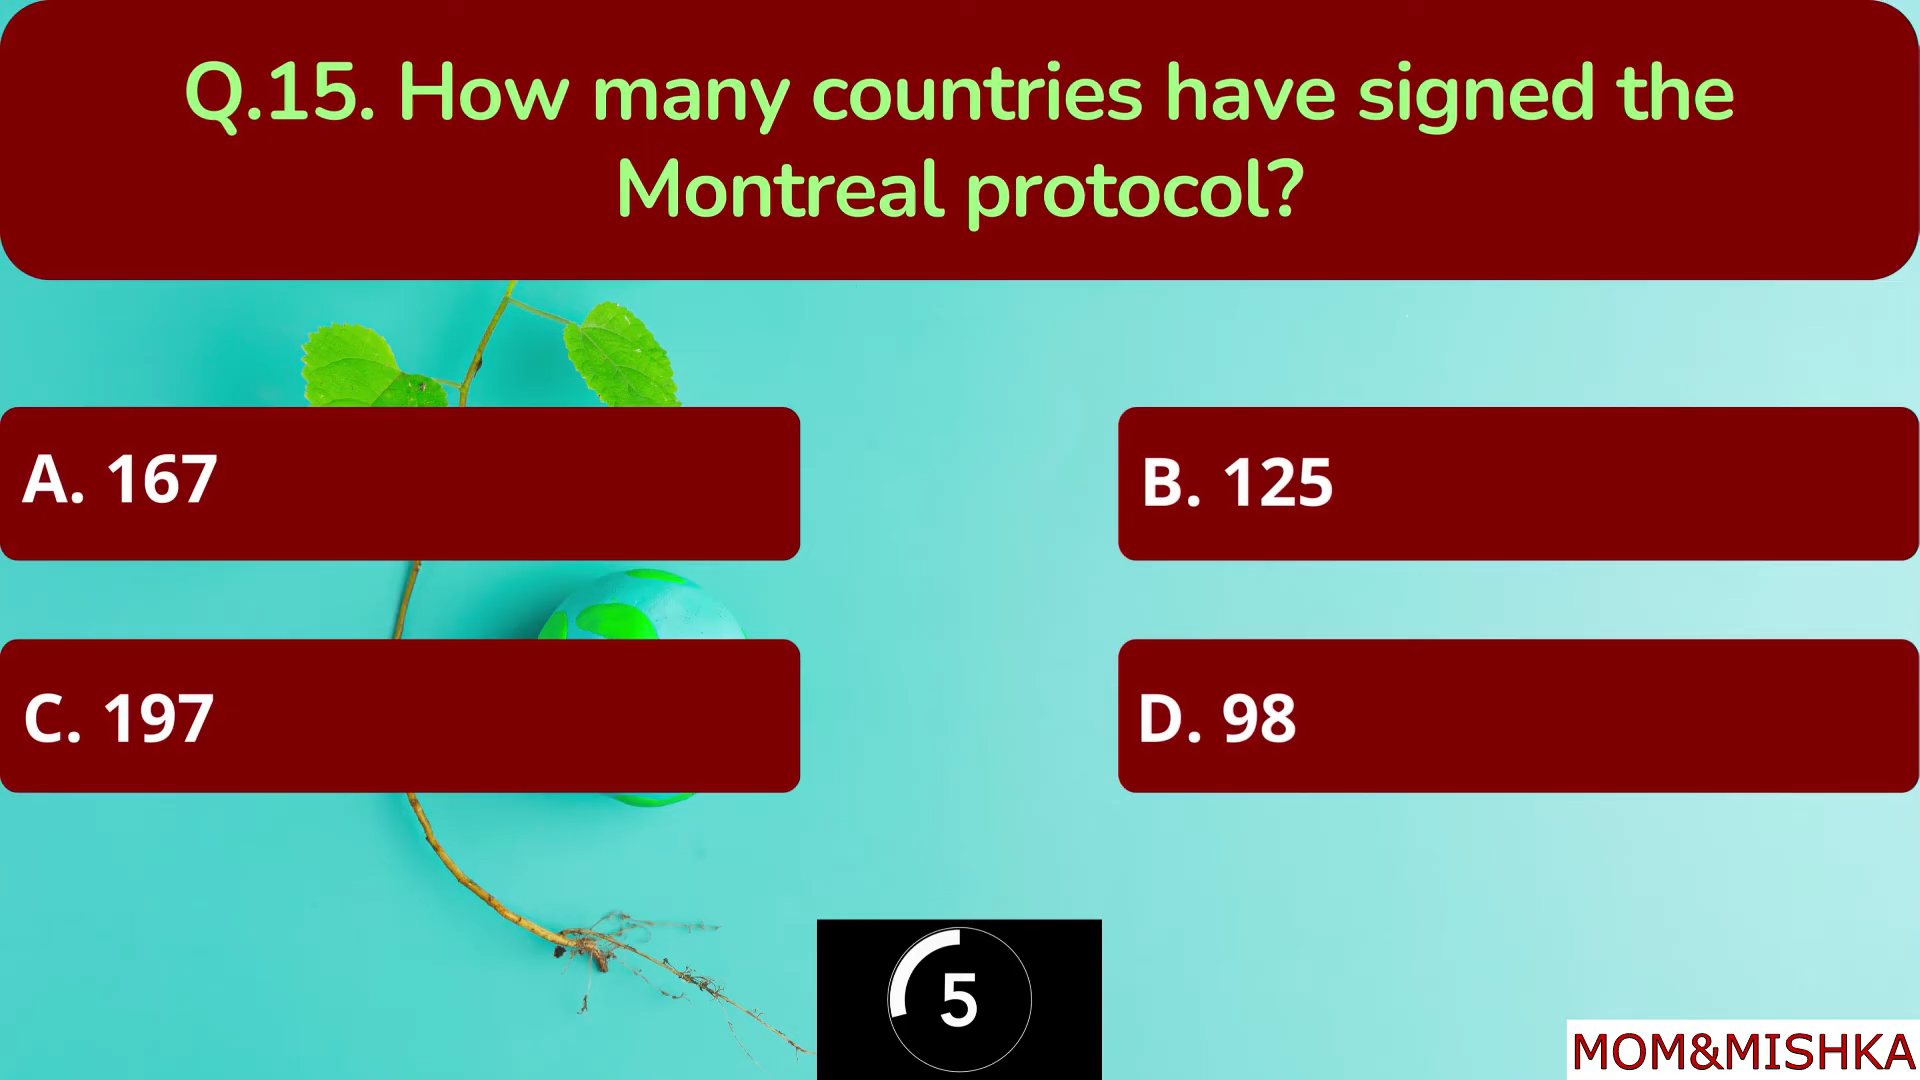 Q.15. How many countries have signed the
Montreal protocol?
A. 167
B. 125
C. 197
D. 98
5
MOM&MISHKA